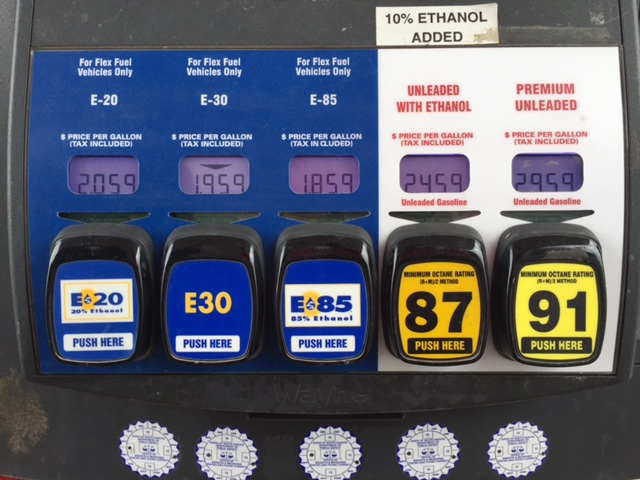 10% ETHANOL
ADDED
For Flex Fuel
Vehicles Only
E-20
$ PRICE PER GALLON
(TAX INCLUDED)
2.059
For Flex Fuel
Vehicles Only
E-30
$ PRICE PER GALLON
(TAX INCLUDED)
1.959
For Flex Fuel
Vehicles Only
E-85
$ PRICE PER GALLON
(TAX INCLUDED)
1.859
UNLEADED
WITH ETHANOL
$ PRICE PER GALLON
(TAX INCLUDED)
2.459
Unleaded Gasoline
PREMIUM
UNLEADED
$ PRICE PER GALLON
(TAX INCLUDED)
2.959
Unleaded Gasoline
E20
20% Ethanol
PUSH HERE
E30
PUSH HERE
E85
85% Ethanol
PUSH HERE
MINIMUM OCTANE RATING
(R+M)/2 METHOD
87
PUSH HERE
MINIMUM OCTANE RATING
(R+M)/2 METHOD
91
PUSH HERE
Wayne